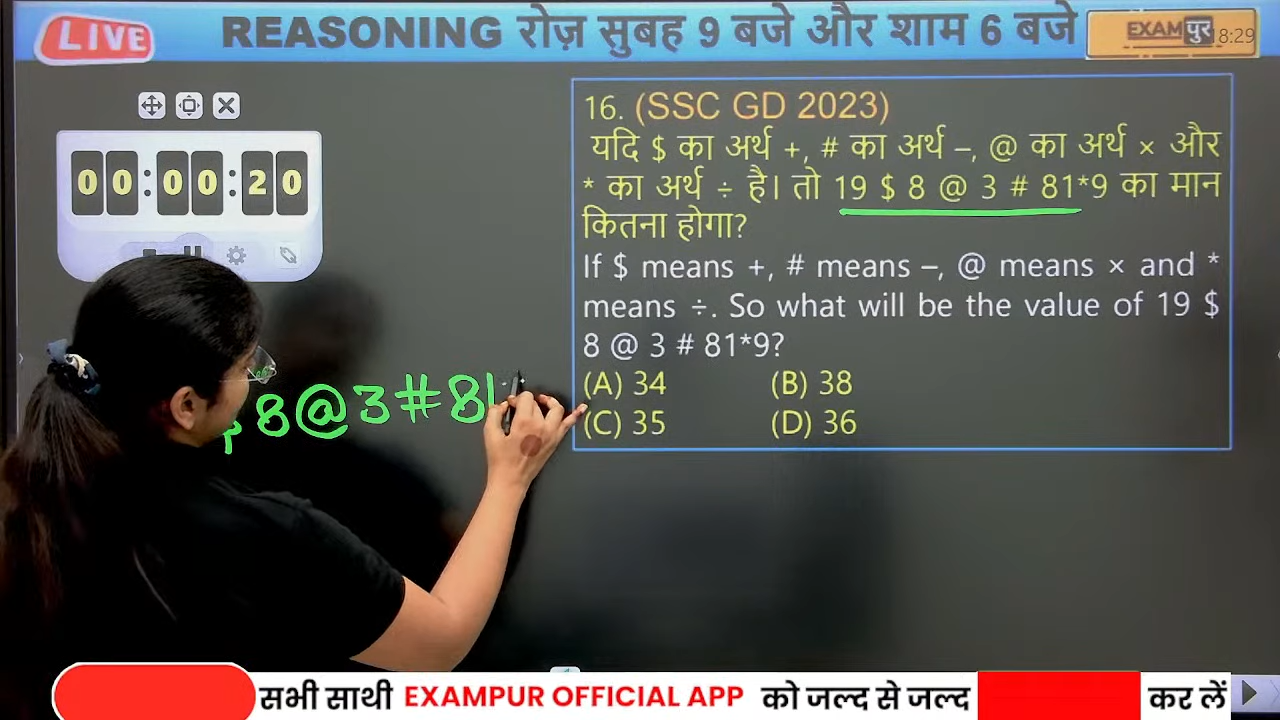 LIVE
REASONING रोज़ सुबह 9 बजे और शाम 6 बजे
EXAMपुर
8:29
00:00:20
16. (SSC GD 2023)
यदि $ का अर्थ +, # का अर्थ –, @ का अर्थ × और
* का अर्थ ÷ है। तो 19 $ 8 @ 3 # 81*9 का मान
कितना होगा?
If $ means +, # means –, @ means × and *
means ÷. So what will be the value of 19 $
8 @ 3 # 81*9?
(A) 34 (B) 38
(C) 35 (D) 36
8@3#81
सभी साथी EXAMPUR OFFICIAL APP को जल्द से जल्द कर लें